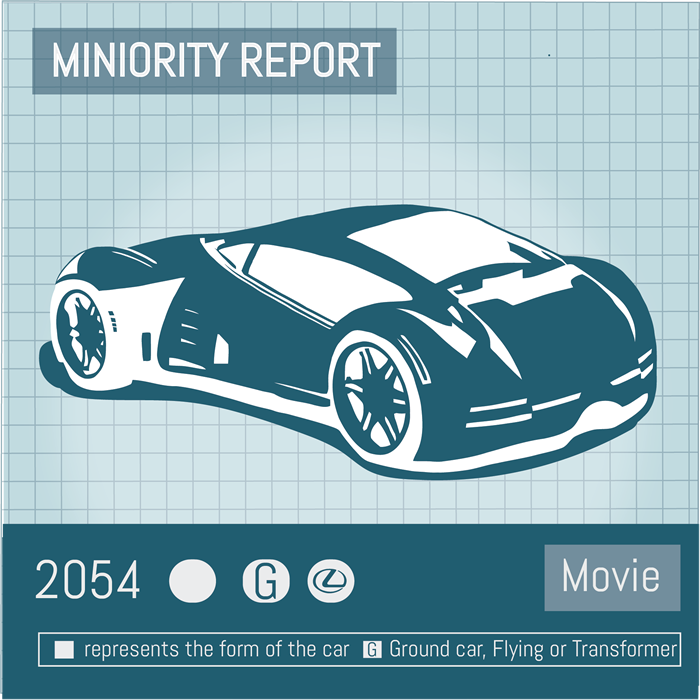 MINIORITY REPORT
2054 G Movie
represents the form of the car G Ground car, Flying or Transformer